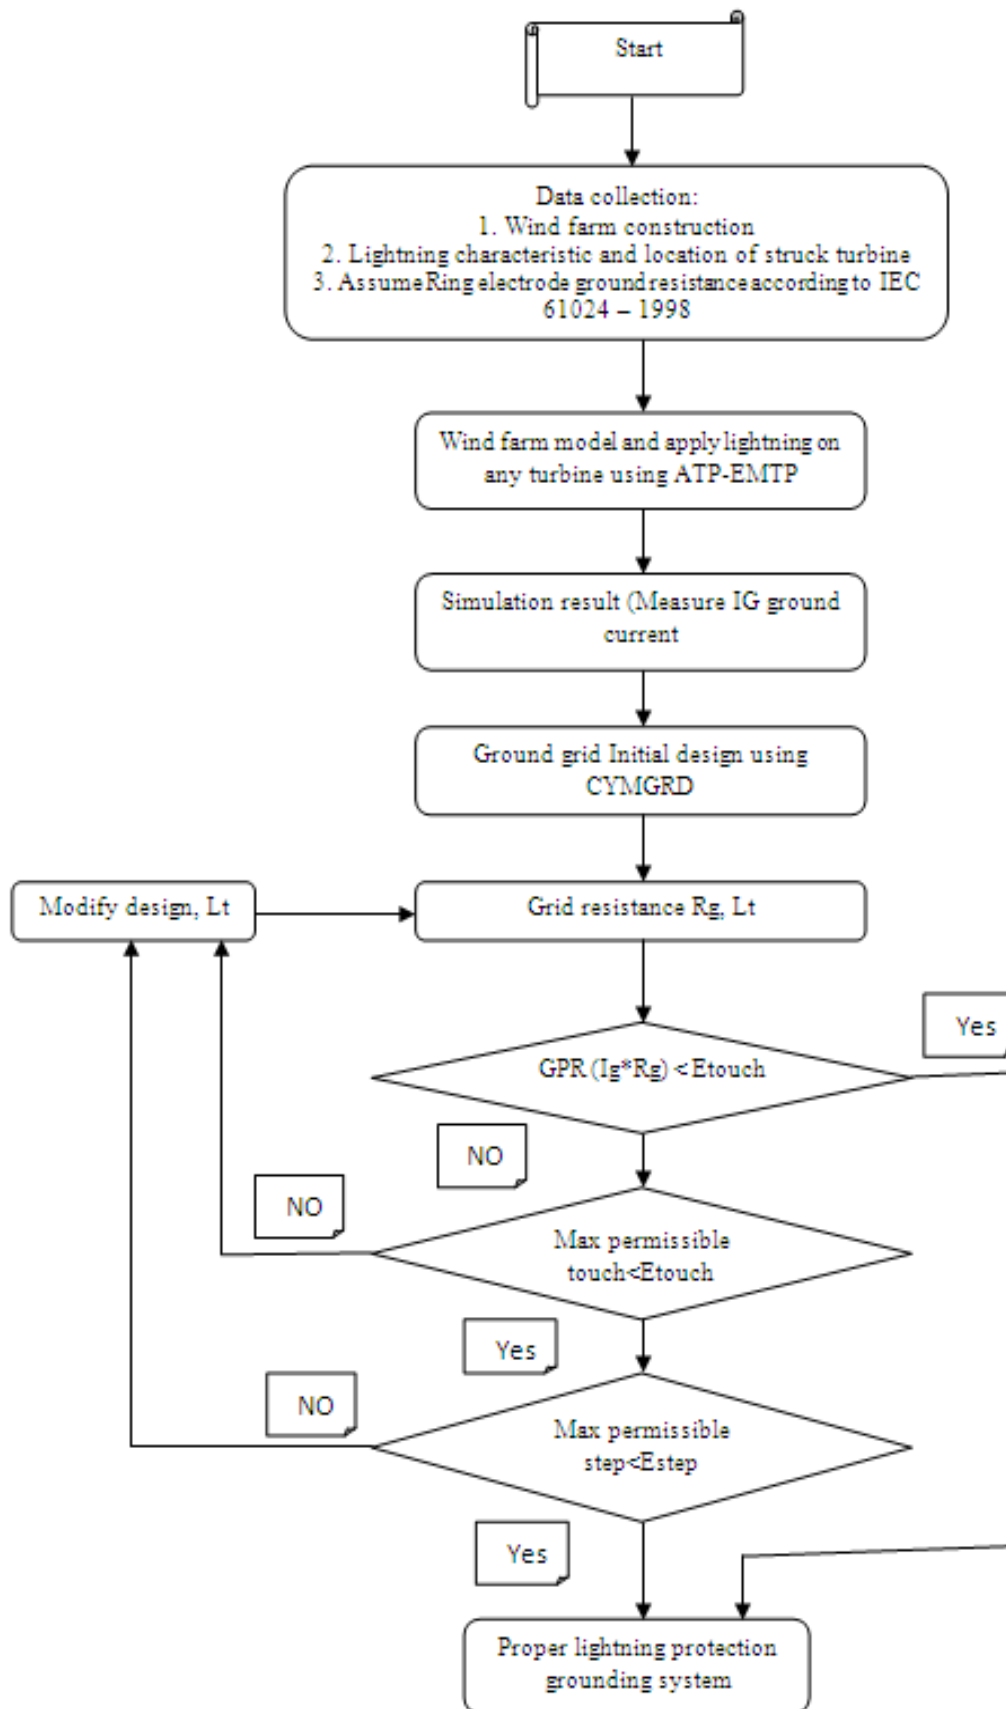 Start
Data collection:
1. Wind farm construction
2. Lightning characteristic and location of struck turbine
3. Assume Ring electrode ground resistance according to IEC
61024 – 1998
Wind farm model and apply lightning on
any turbine using ATP-EMTP
Simulation result (Measure IG ground
current
Ground grid Initial design using
CYMGRD
Modify design, Lt
Grid resistance Rg, Lt
Yes
GPR (Ig*Rg) < Etouch
NO
NO
Max permissible
touch<Etouch
Yes
NO
Max permissible
step<Estep
Yes
Proper lightning protection
grounding system